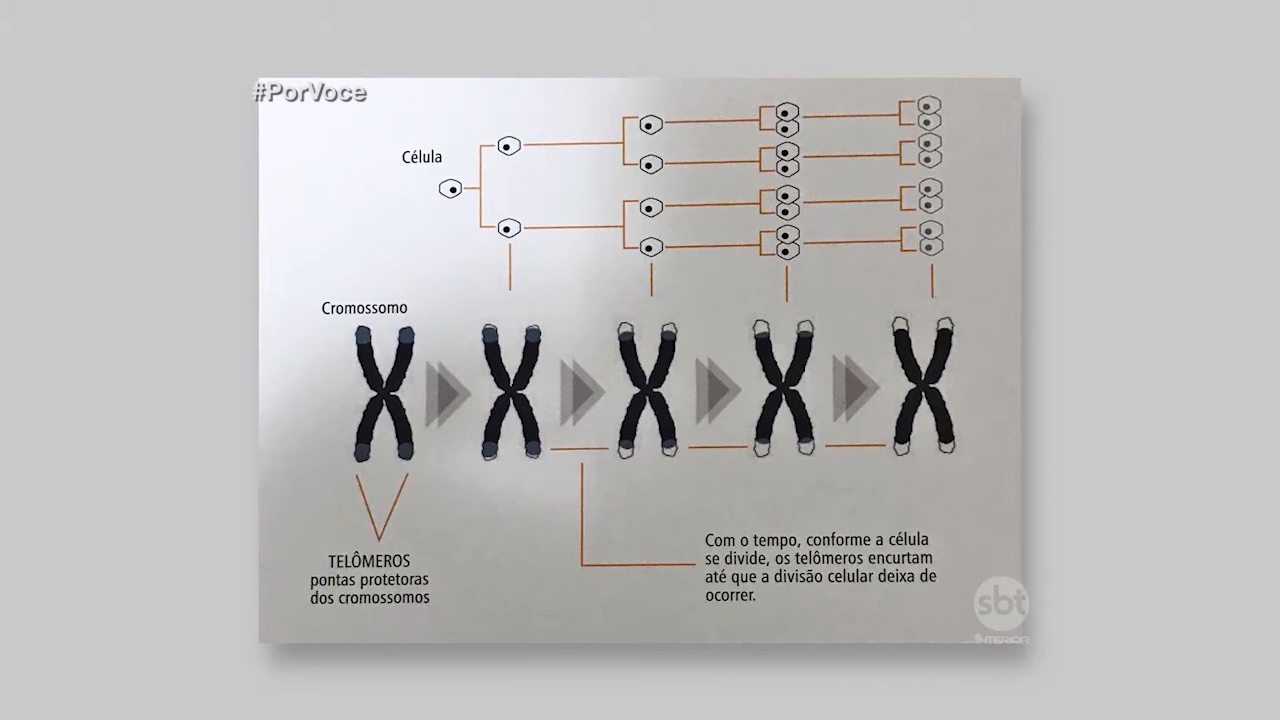 #PorVoce
Célula
Cromossomo
TELÔMEROS
pontas protetoras
dos cromossomos
Com o tempo, conforme a célula
se divide, os telômeros encurtam
até que a divisão celular deixa de
ocorrer.
sbt
INTERIOR